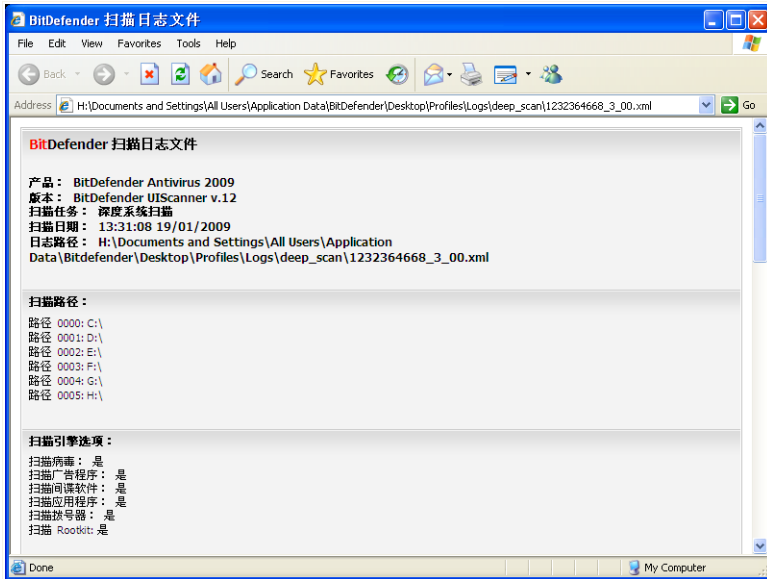 BitDefender 扫描日志文件
File Edit View Favorites Tools Help
Back Search Favorites
Address H:\Documents and Settings\All Users\Application Data\BitDefender\Desktop\Profiles\Logs\deep_scan\1232364668_3_00.xml Go
BitDefender 扫描日志文件
产品： BitDefender Antivirus 2009
版本： BitDefender UIScanner v.12
扫描任务： 深度系统扫描
扫描日期： 13:31:08 19/01/2009
日志路径： H:\Documents and Settings\All Users\Application
Data\Bitdefender\Desktop\Profiles\Logs\deep_scan\1232364668_3_00.xml
扫描路径：
路径 0000: C:\
路径 0001: D:\
路径 0002: E:\
路径 0003: F:\
路径 0004: G:\
路径 0005: H:\
扫描引擎选项：
扫描病毒： 是
扫描广告程序： 是
扫描间谍软件： 是
扫描应用程序： 是
扫描拨号器： 是
扫描 Rootkit: 是
Done My Computer